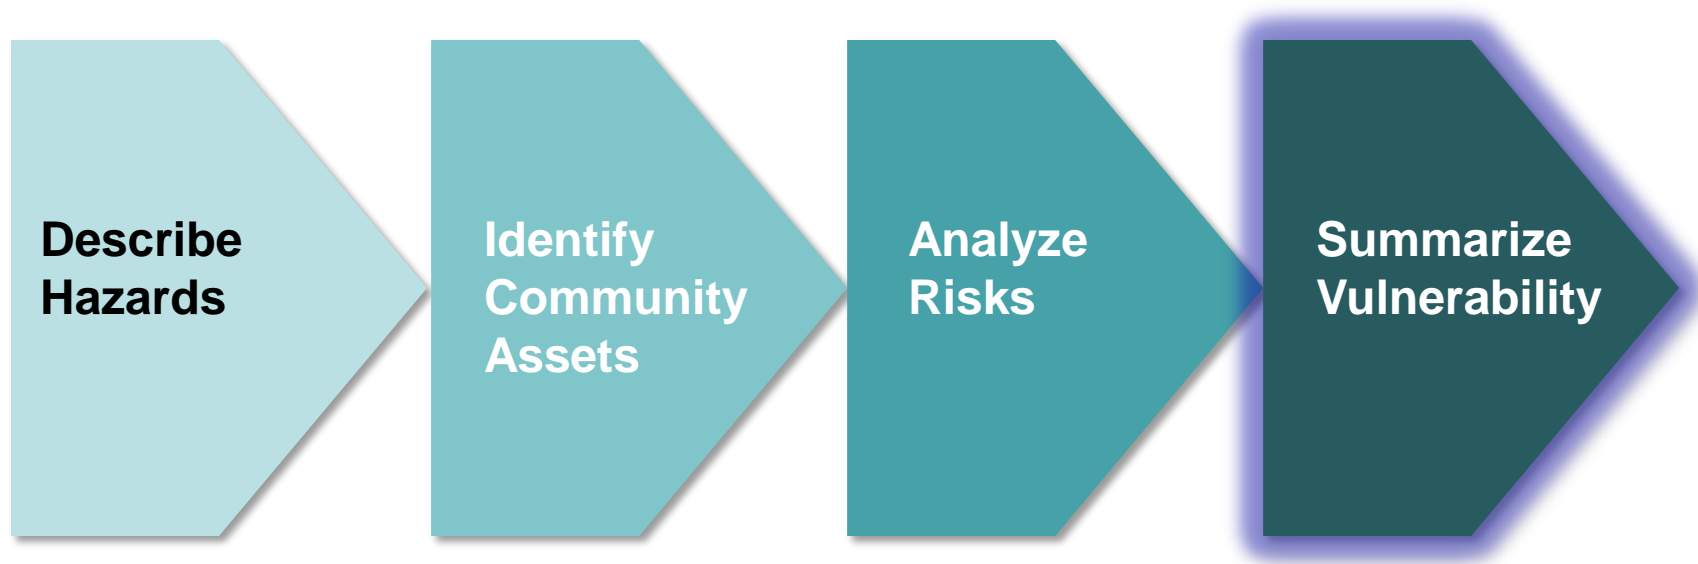 Describe
Hazards
Identify
Community
Assets
Analyze
Risks
Summarize
Vulnerability